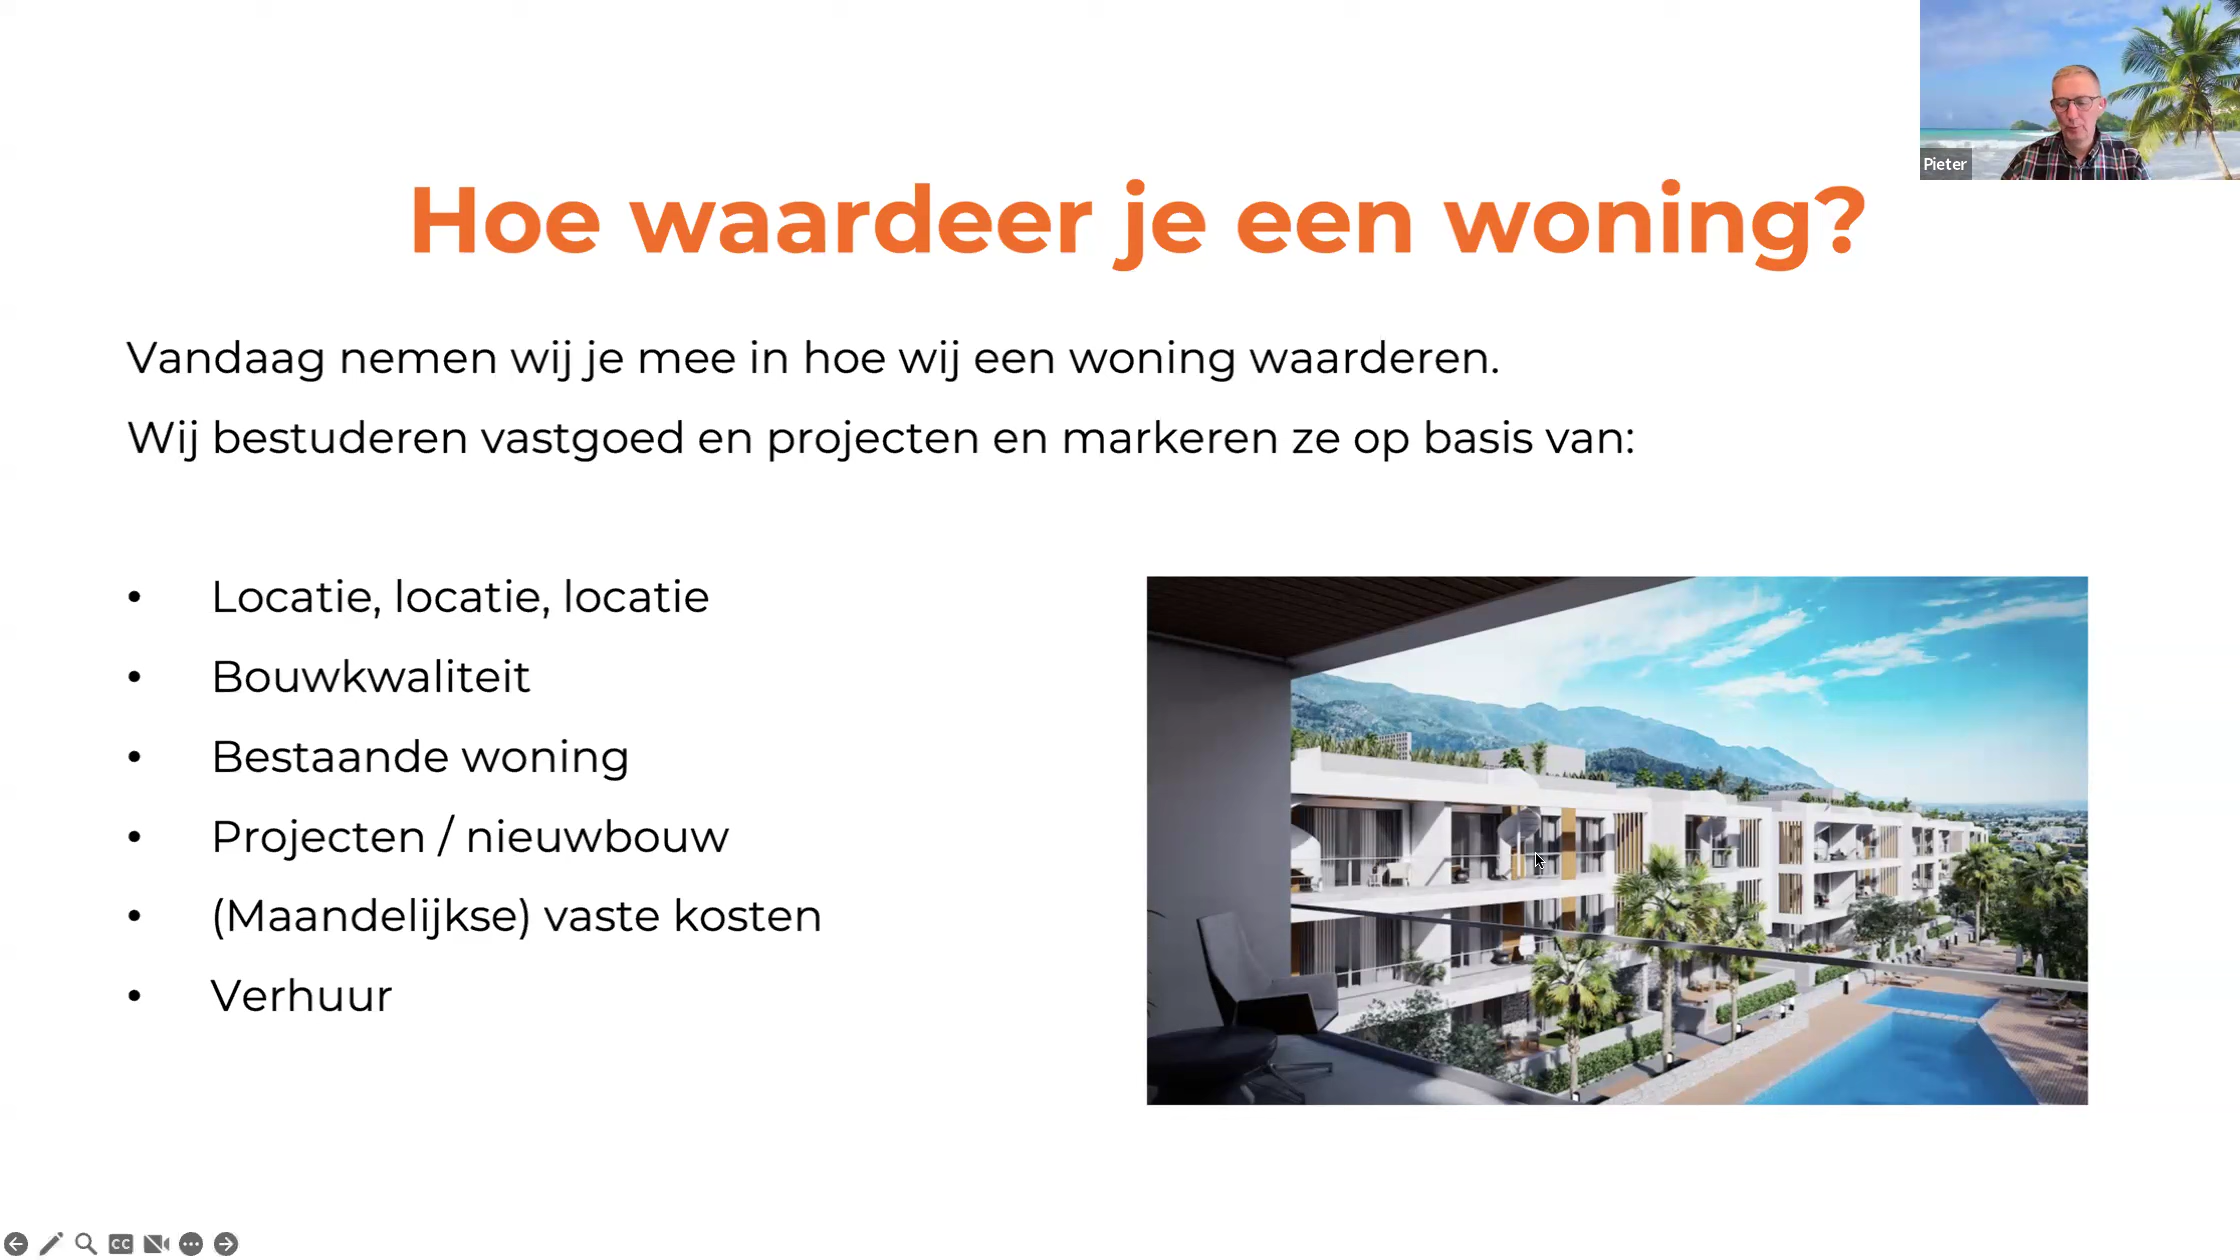 Pieter
Hoe waardeer je een woning?
Vandaag nemen wij je mee in hoe wij een woning waarderen.
Wij bestuderen vastgoed en projecten en markeren ze op basis van:
• Locatie, locatie, locatie
• Bouwkwaliteit
• Bestaande woning
• Projecten / nieuwbouw
• (Maandelijkse) vaste kosten
• Verhuur
CC